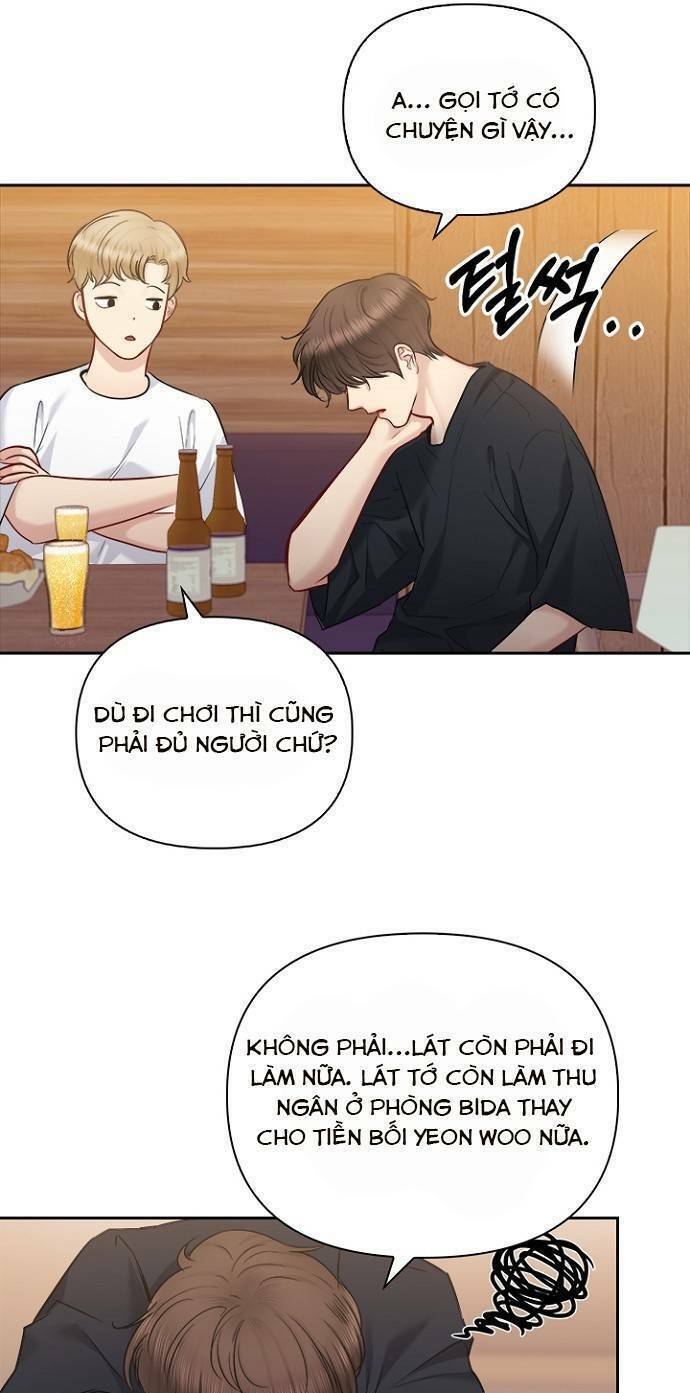 A... GỌI TỚ CÓ
CHUYỆN GÌ VẬY...
털썩..
DÙ ĐI CHƠI THÌ CŨNG
PHẢI ĐỦ NGƯỜI CHỨ?
KHÔNG PHẢI...LÁT CÒN PHẢI ĐI
LÀM NỮA. LÁT TỚ CÒN LÀM THU
NGÂN Ở PHÒNG BIDA THAY
CHO TIỀN BỐI YEON WOO NỮA.